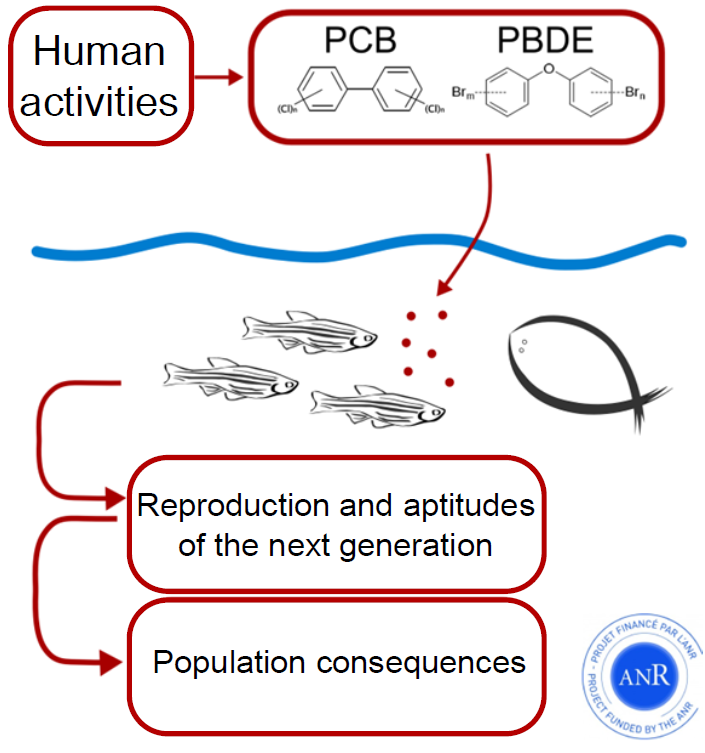 Human
activities
PCB
PBDE
(Cl)n
(Cl)n
Brm
O
Brn
Reproduction and aptitudes
of the next generation
Population consequences
- PROJET FINANCÉ PAR L'ANR
- PROJECT FUNDED BY THE ANR
ANR